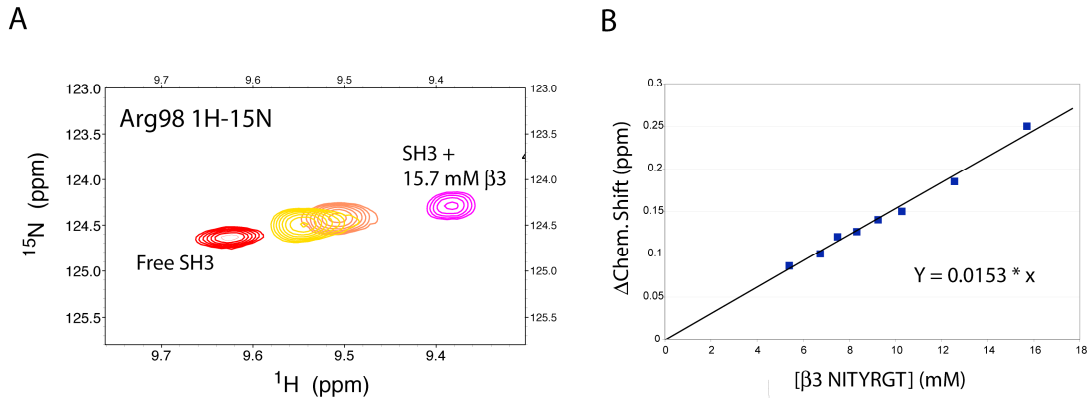 A
B
9.7 9.6 9.5 9.4
123.0 123.0
Arg98 1H-15N
123.5 123.5
SH3 +
15.7 mM β3
124.0 124.0
124.5 124.5
Free SH3
125.0 125.0
125.5 125.5
9.7 9.6 9.5 9.4
¹⁵N (ppm)
¹H (ppm)
0.3
0.25
0.2
0.15
0.1
0.05
0
ΔChem. Shift (ppm)
Y = 0.0153 * x
0 2 4 6 8 10 12 14 16 18
[β3 NITYRGT] (mM)